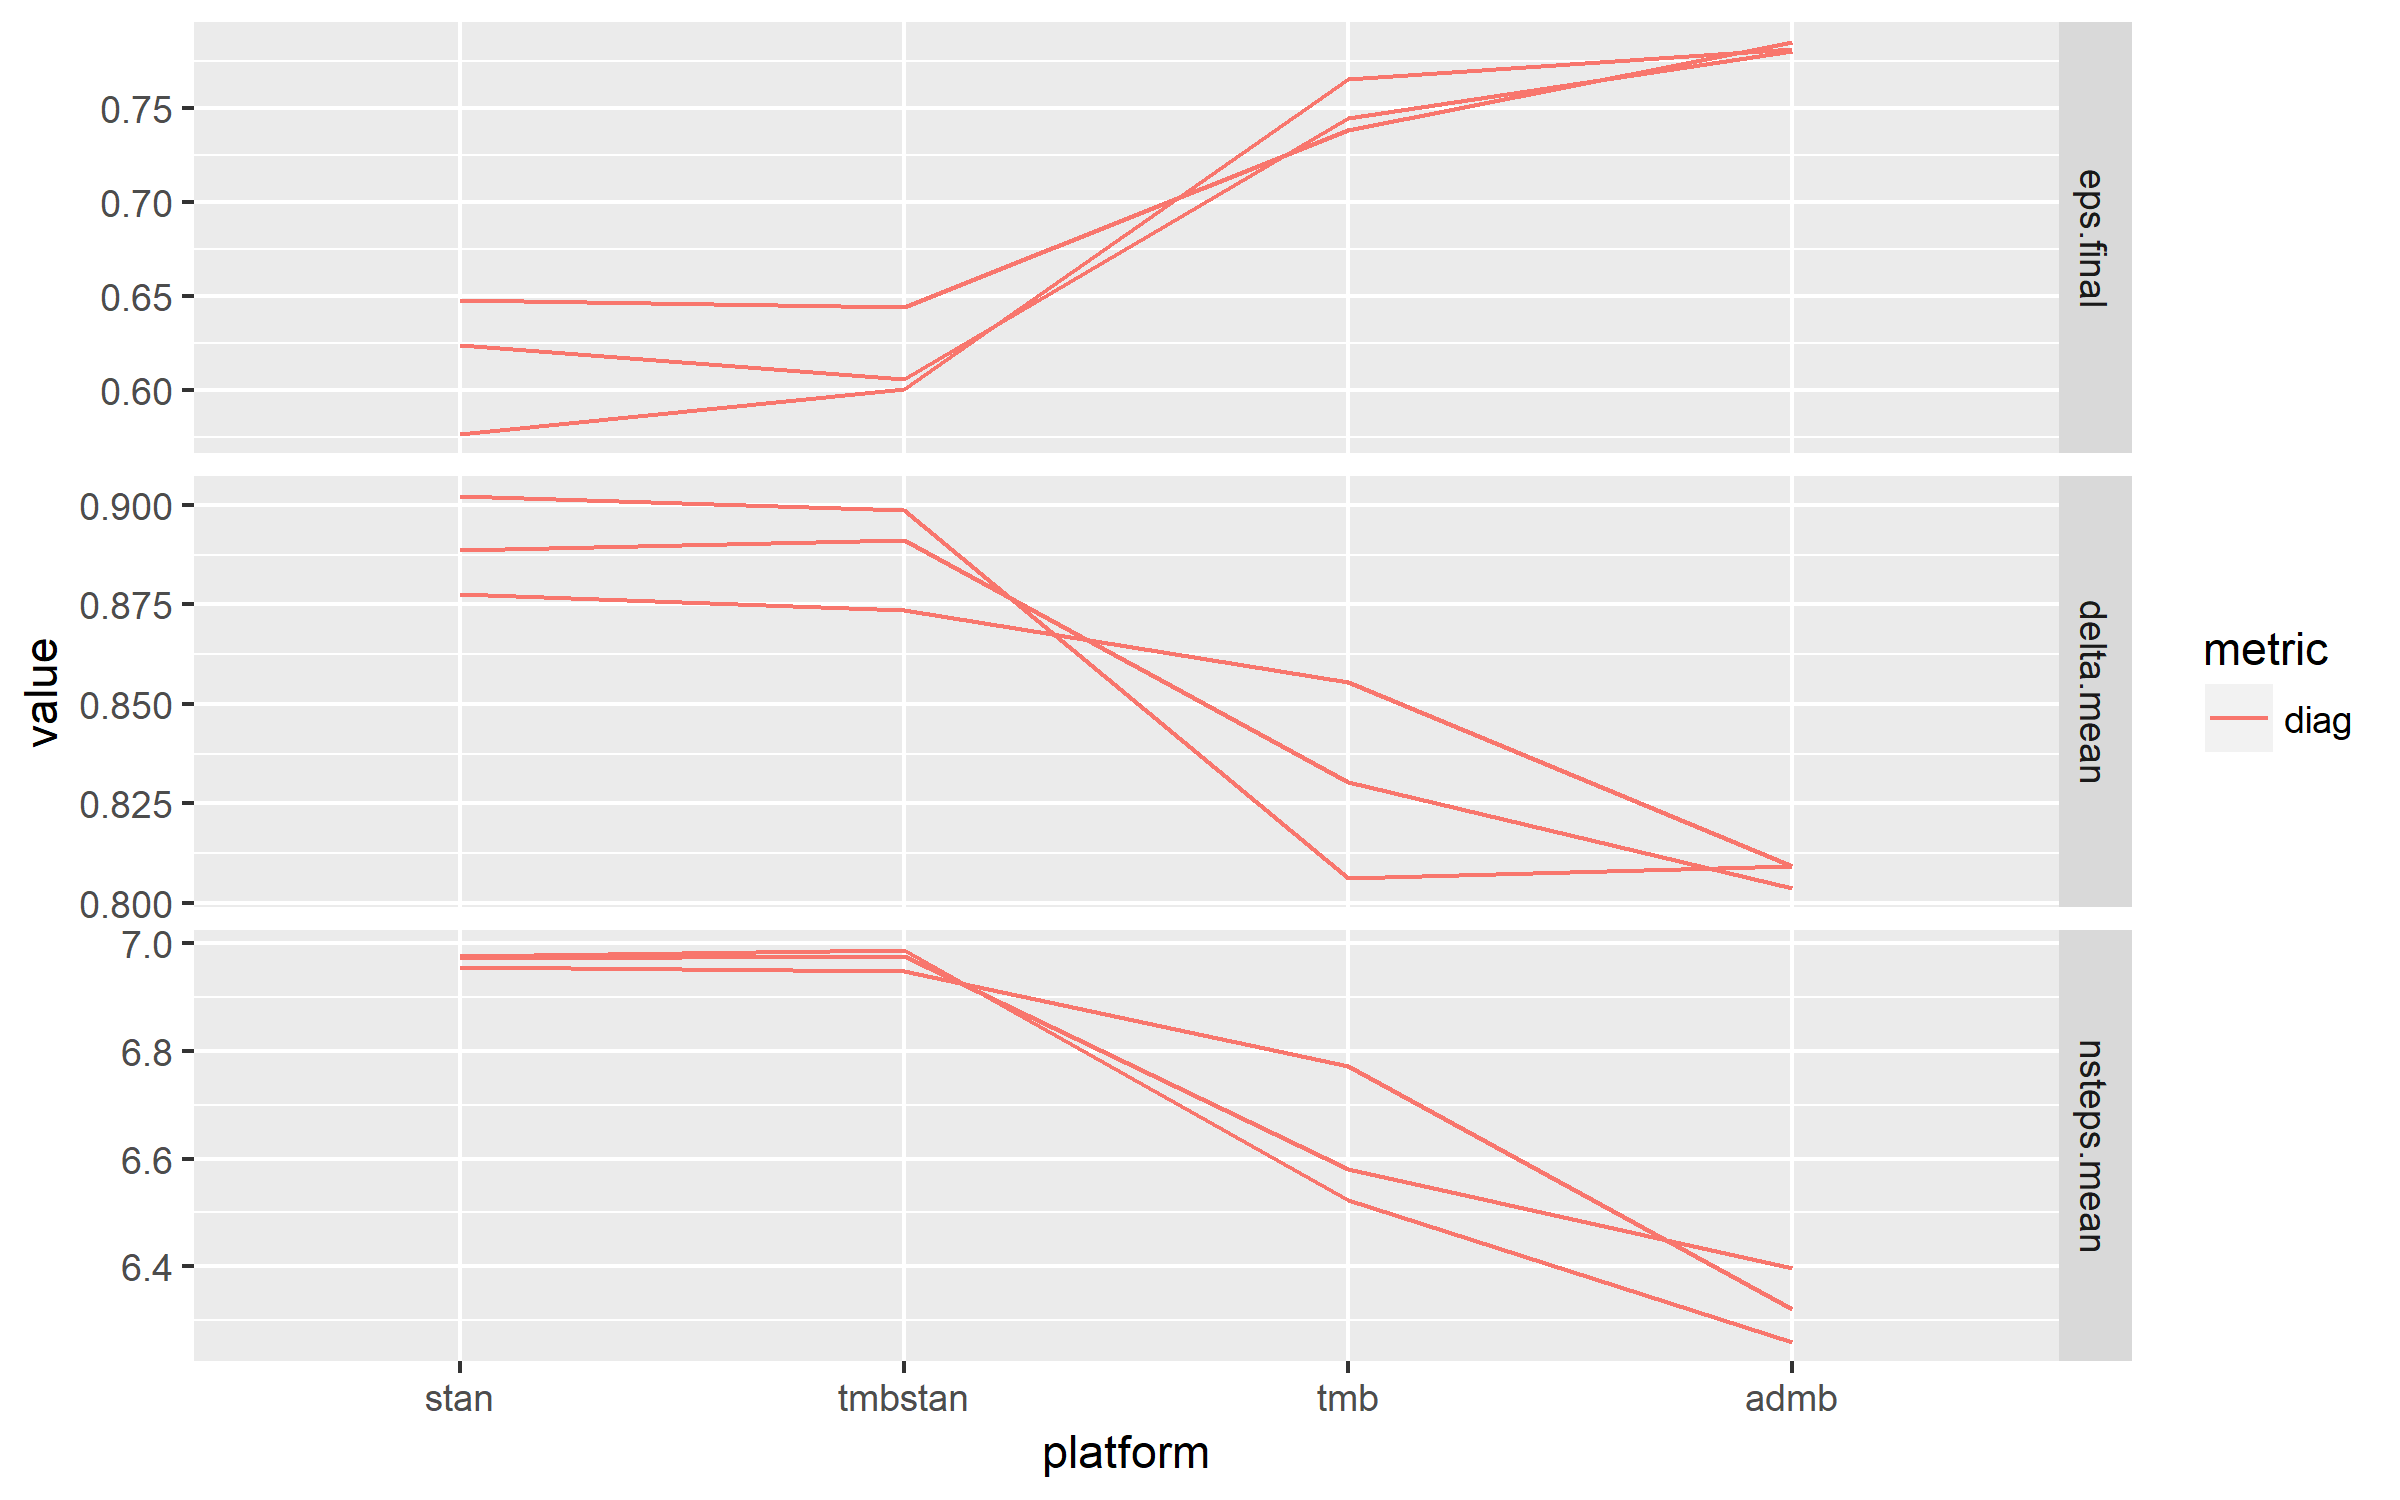 0.75
0.70
0.65
0.60
eps.final
0.900
0.875
0.850
0.825
0.800
delta.mean
7.0
6.8
6.6
6.4
nsteps.mean
value
stan
tmbstan
tmb
admb
platform
metric
diag